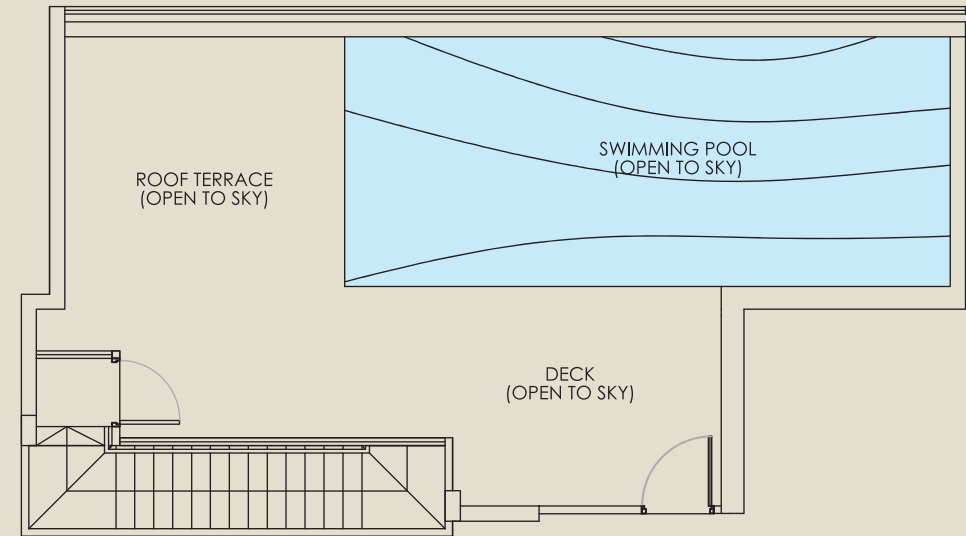 SWIMMING POOL
(OPEN TO SKY)
ROOF TERRACE
(OPEN TO SKY)
DECK
(OPEN TO SKY)